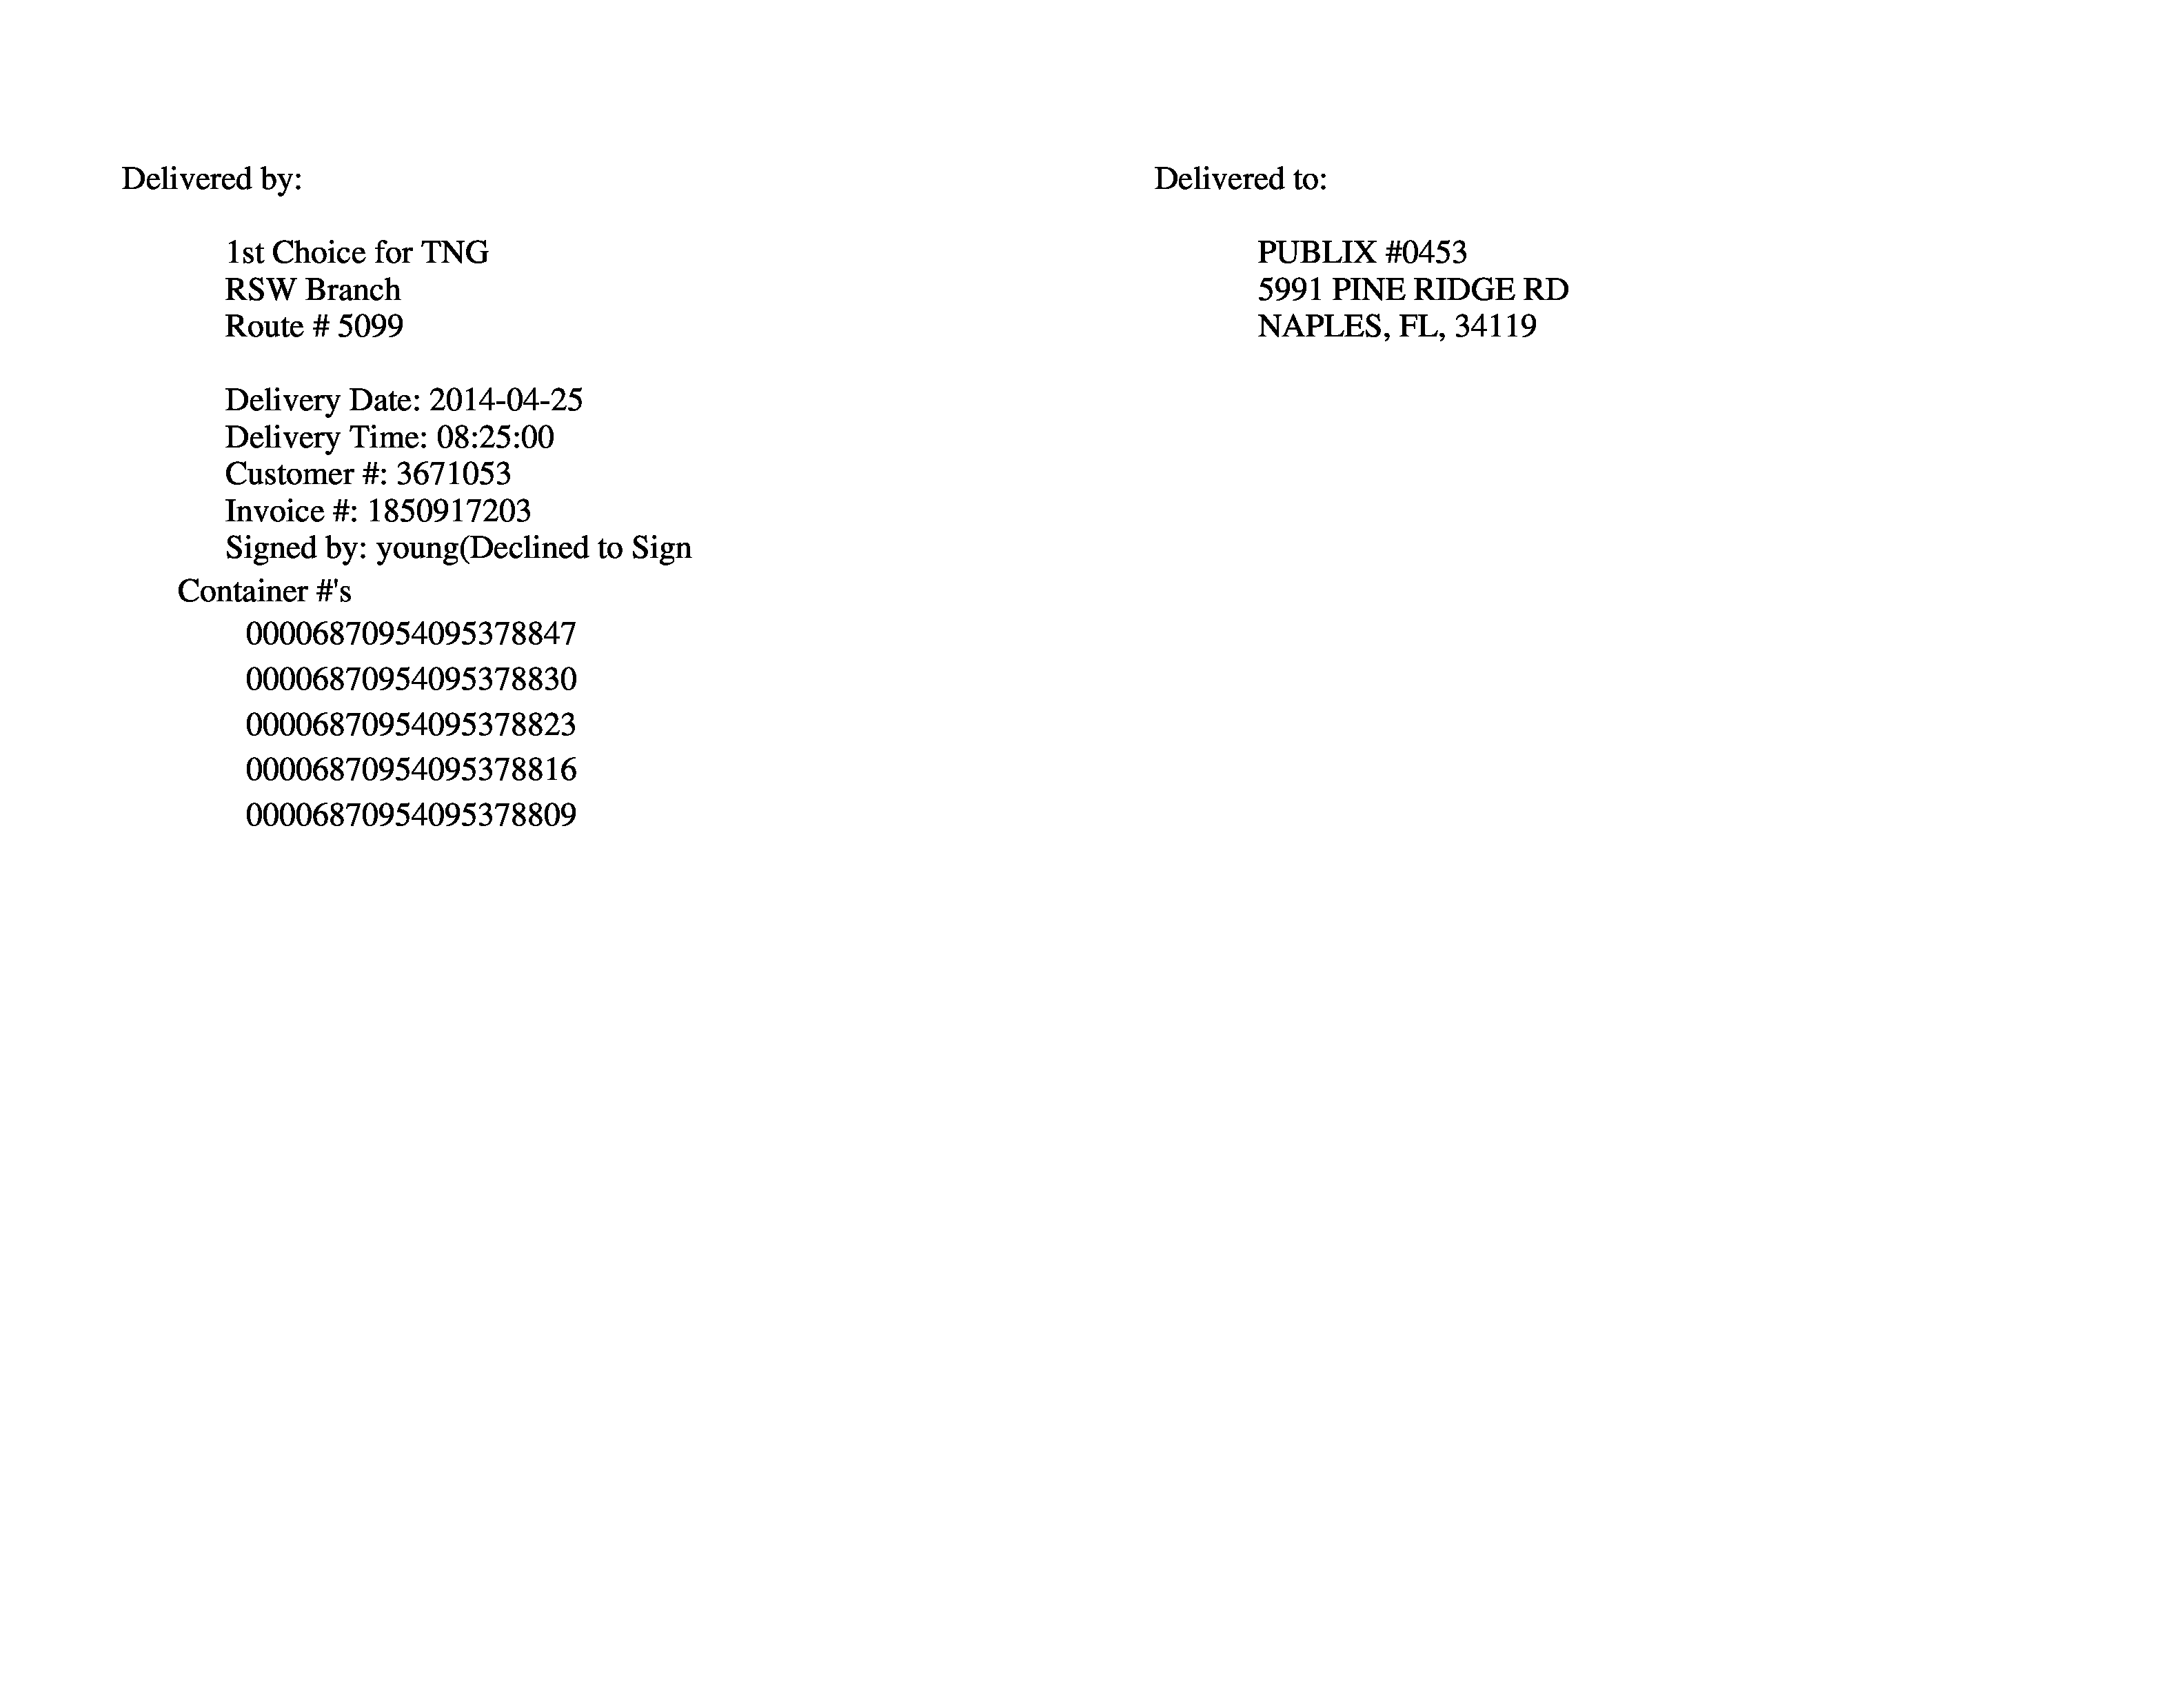 Delivered by:
1st Choice for TNG
RSW Branch
Route # 5099
Delivery Date: 2014-04-25
Delivery Time: 08:25:00
Customer #: 3671053
Invoice #: 1850917203
Signed by: young(Declined to Sign
Container #'s
00006870954095378847
00006870954095378830
00006870954095378823
00006870954095378816
00006870954095378809
Delivered to:
PUBLIX #0453
5991 PINE RIDGE RD
NAPLES, FL, 34119